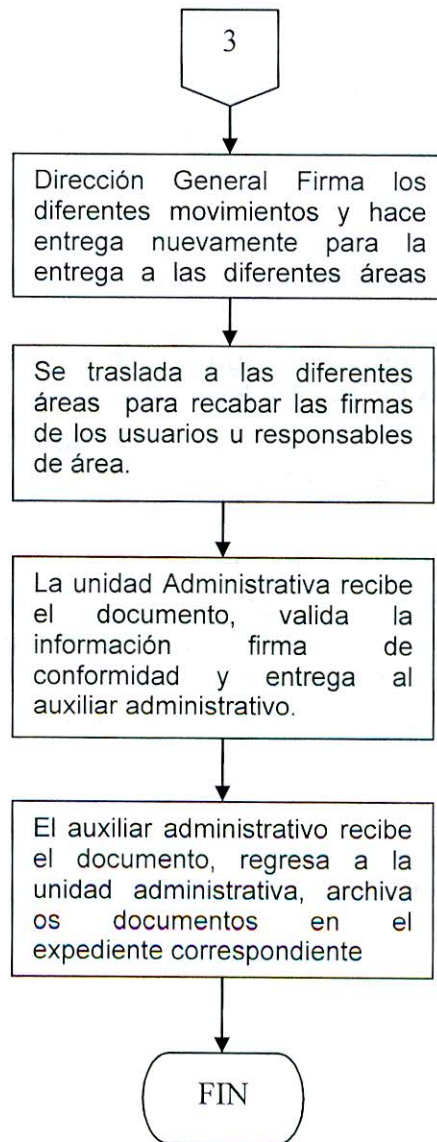 3
Dirección General Firma los
diferentes movimientos y hace
entrega nuevamente para la
entrega a las diferentes áreas
Se traslada a las diferentes
áreas para recabar las firmas
de los usuarios u responsables
de área.
La unidad Administrativa recibe
el documento, valida la
información firma de
conformidad y entrega al
auxiliar administrativo.
El auxiliar administrativo recibe
el documento, regresa a la
unidad administrativa, archiva
os documentos en el
expediente correspondiente
FIN